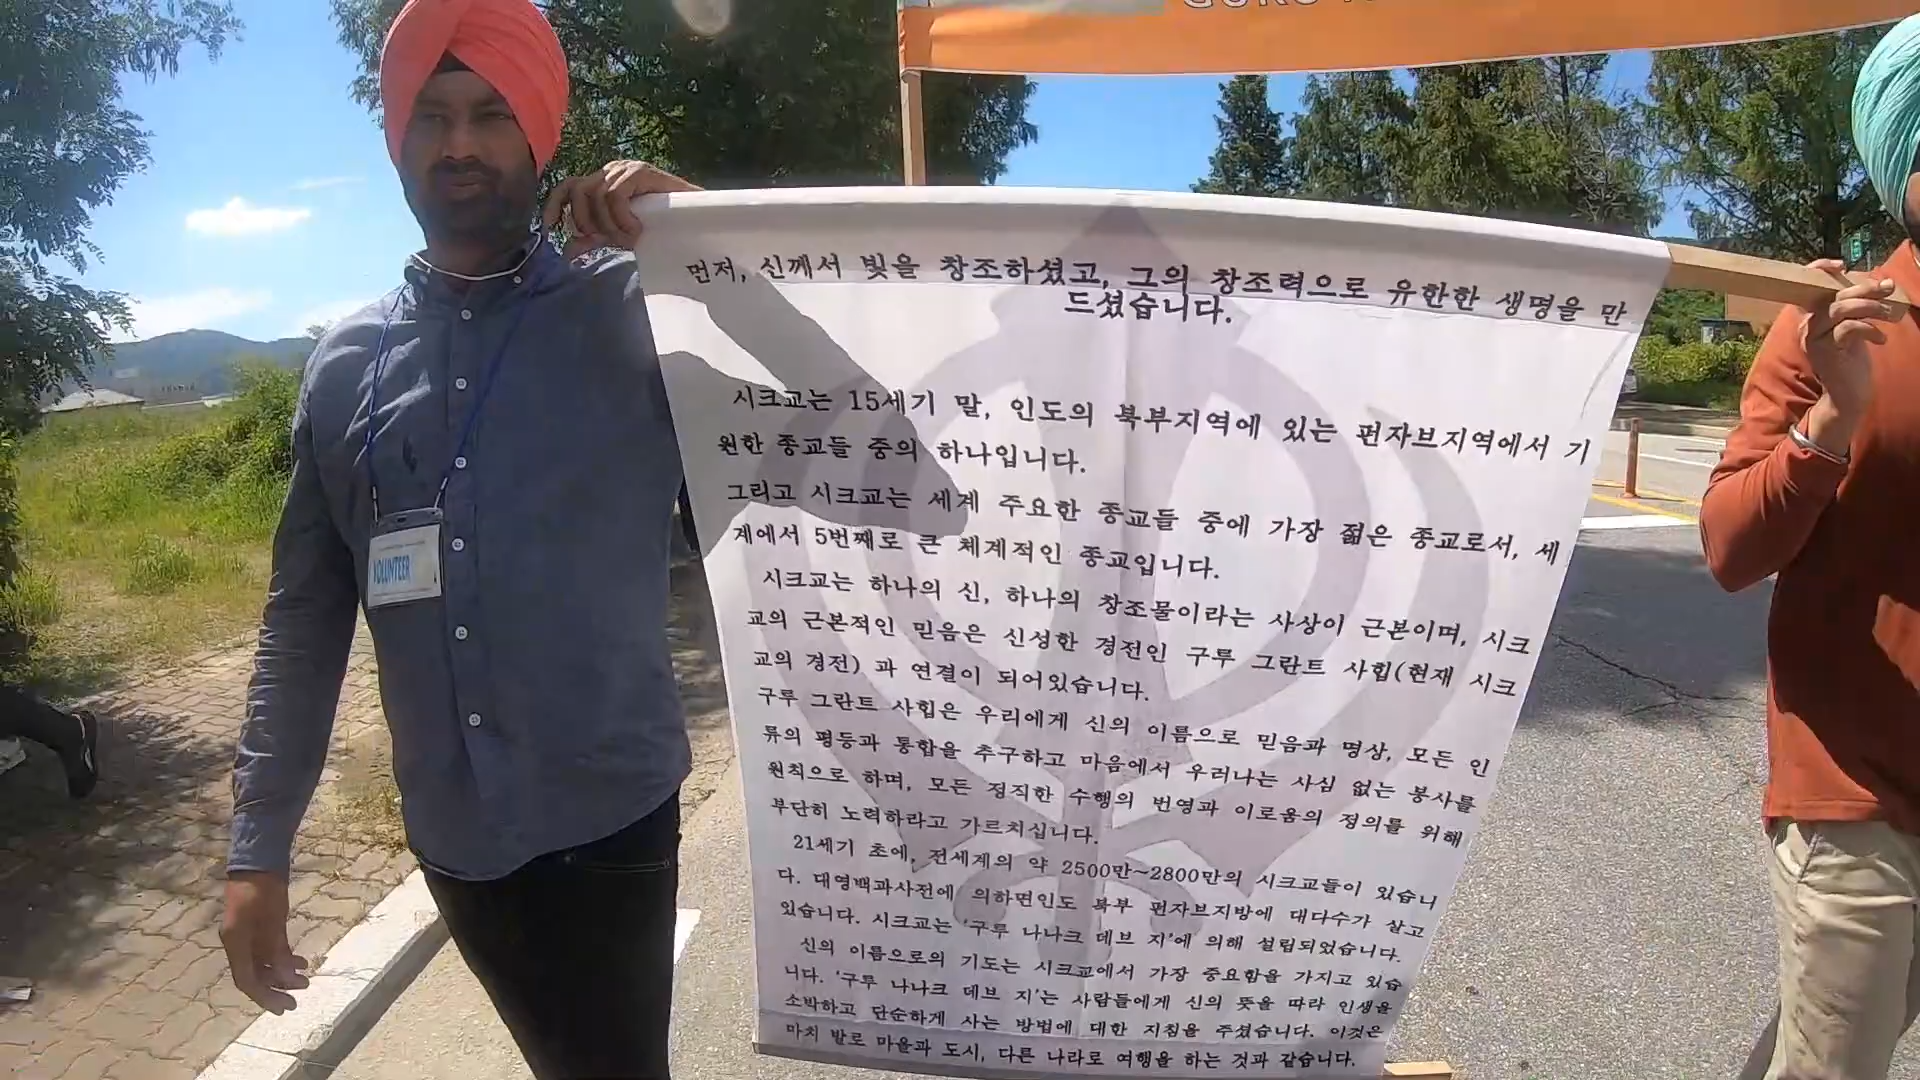 GURU
먼저, 신께서 빛을 창조하셨고, 그의 창조력으로 유한한 생명을 만
드셨습니다.
시크교는 15세기 말, 인도의 북부지역에 있는 펀자브지역에서 기
원한 종교들 중의 하나입니다.
그리고 시크교는 세계 주요한 종교들 중에 가장 젊은 종교로서, 세
계에서 5번째로 큰 체계적인 종교입니다.
시크교는 하나의 신, 하나의 창조물이라는 사상이 근본이며, 시크
교의 근본적인 믿음은 신성한 경전인 구루 그란트 사힙(현재 시크
교의 경전) 과 연결이 되어있습니다.
구루 그란트 사힙은 우리에게 신의 이름으로 믿음과 명상, 모든 인
류의 평등과 통합을 추구하고 마음에서 우러나는 사심 없는 봉사를
원칙으로 하며, 모든 정직한 수행의 번영과 이로움의 정의를 위해
부단히 노력하라고 가르치십니다.
21세기 초에, 전세계의 약 2500만~2800만의 시크교들이 있습니
다. 대영백과사전에 의하면인도 북부 펀자브지방에 대다수가 살고
있습니다. 시크교는 '구루 나나크 데브 지'에 의해 설립되었습니다.
신의 이름으로의 기도는 시크교에서 가장 중요함을 가지고 있습
니다. '구루 나나크 데브 지'는 사람들에게 신의 뜻을 따라 인생을
소박하고 단순하게 사는 방법에 대한 지침을 주셨습니다. 이것은
마치 발로 마을과 도시, 다른 나라로 여행을 하는 것과 같습니다.
VOLUNTEER